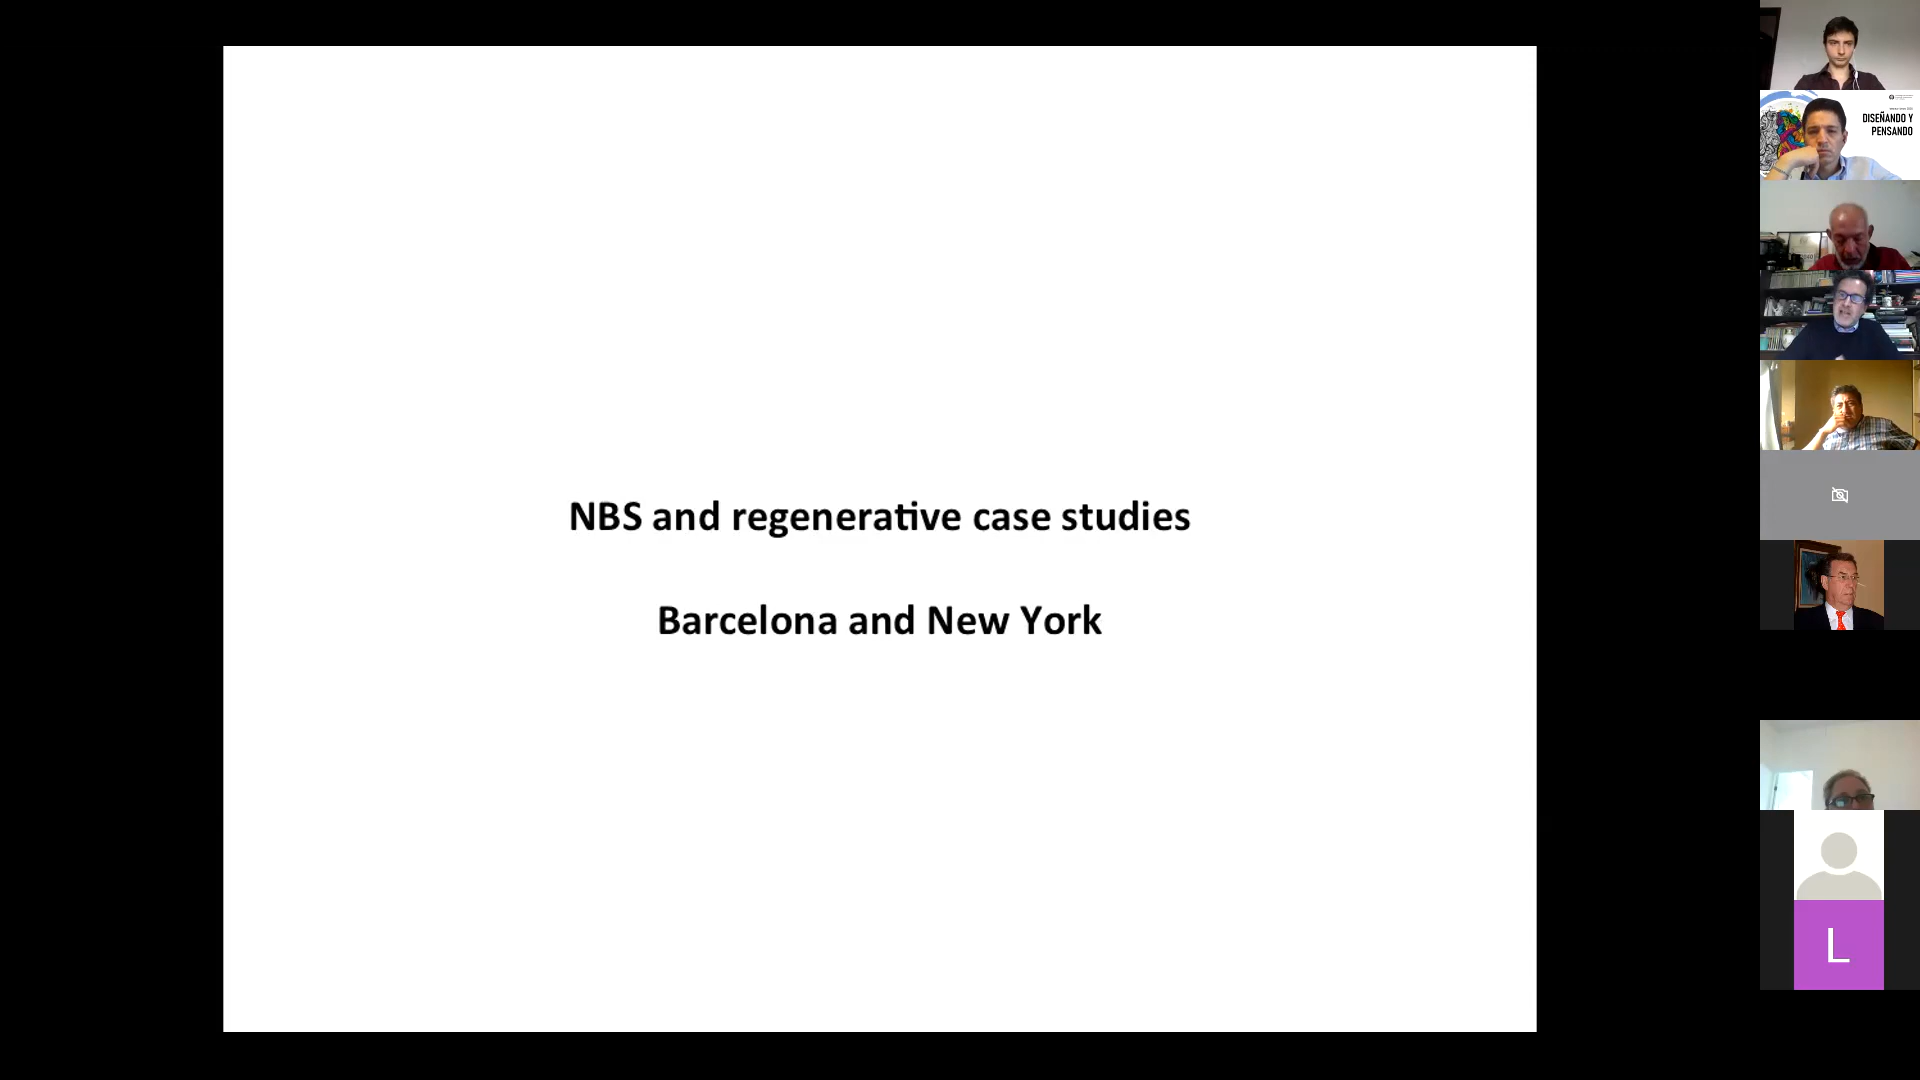 NBS and regenerative case studies
Barcelona and New York
DISEÑANDO Y
PENSANDO
L